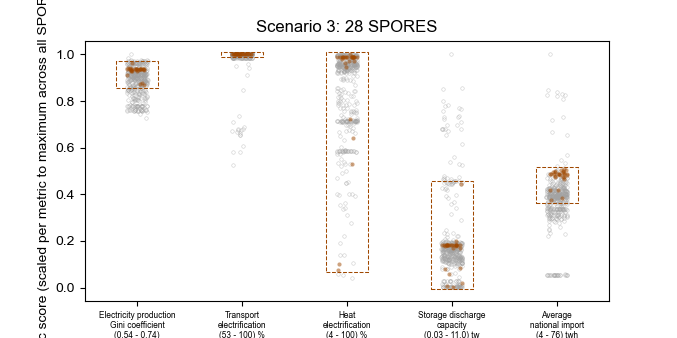 Scenario 3: 28 SPORES
c score (scaled per metric to maximum across all SPOR
1.0
0.8
0.6
0.4
0.2
0.0
Electricity production
Gini coefficient
(0.54 - 0.74)
Transport
electrification
(53 - 100) %
Heat
electrification
(4 - 100) %
Storage discharge
capacity
(0.03 - 11.0) tw
Average
national import
(4 - 76) twh